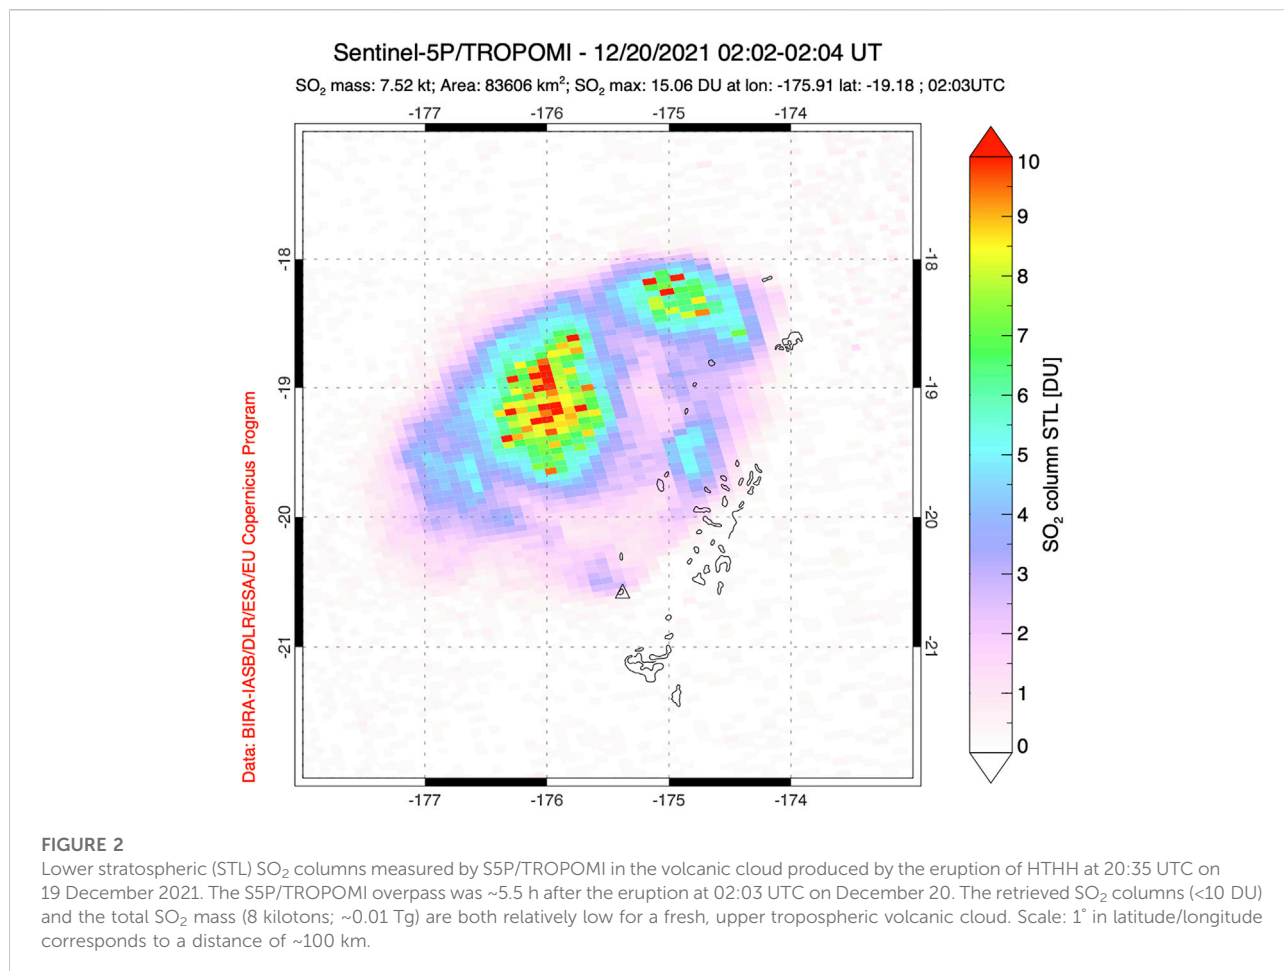 Sentinel-5P/TROPOMI - 12/20/2021 02:02-02:04 UT
SO₂ mass: 7.52 kt; Area: 83606 km²; SO₂ max: 15.06 DU at lon: -175.91 lat: -19.18 ; 02:03UTC
-177 -176 -175 -174
-18 -18
-19 -19
-20 -20
-21 -21
-177 -176 -175 -174
Data: BIRA-IASB/DLR/ESA/EU Copernicus Program
10
9
8
7
6
5
4
3
2
1
0
SO₂ column STL [DU]
FIGURE 2
Lower stratospheric (STL) SO₂ columns measured by S5P/TROPOMI in the volcanic cloud produced by the eruption of HTHH at 20:35 UTC on
19 December 2021. The S5P/TROPOMI overpass was ~5.5 h after the eruption at 02:03 UTC on December 20. The retrieved SO₂ columns (<10 DU)
and the total SO₂ mass (8 kilotons; ~0.01 Tg) are both relatively low for a fresh, upper tropospheric volcanic cloud. Scale: 1° in latitude/longitude
corresponds to a distance of ~100 km.